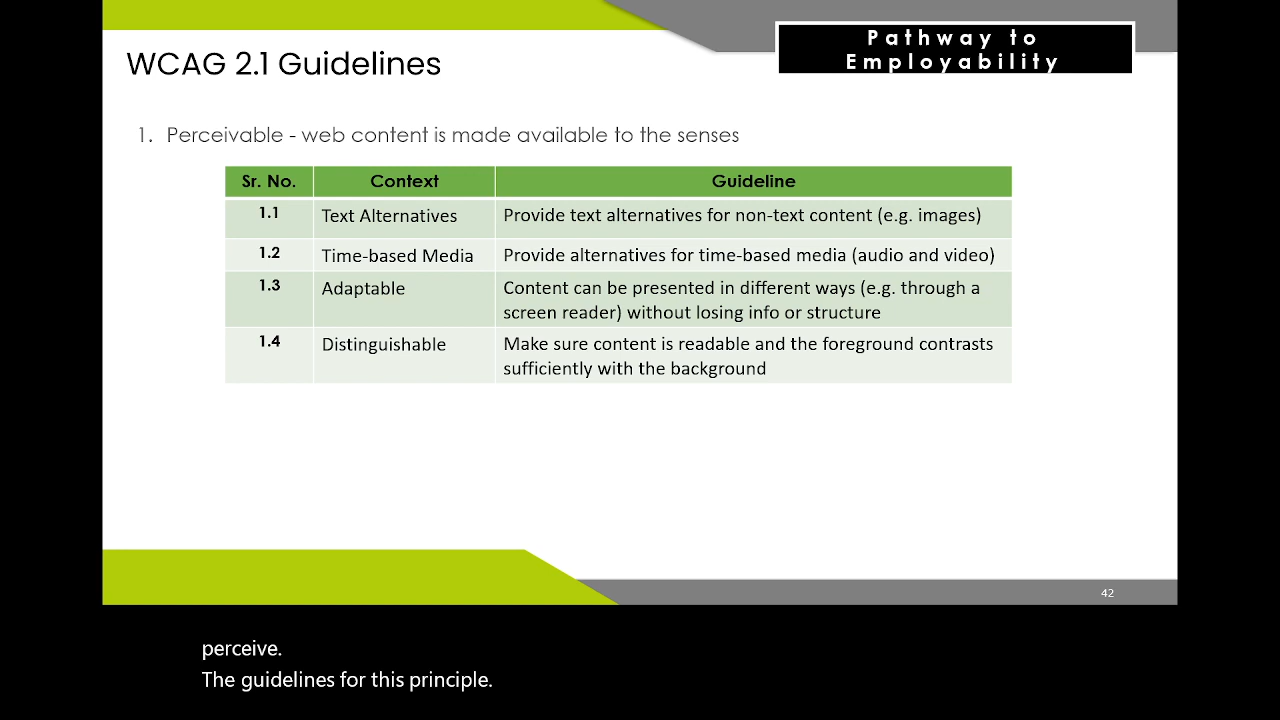 Pathway to
Employability
WCAG 2.1 Guidelines
1. Perceivable - web content is made available to the senses
Sr. No. Context Guideline
1.1 Text Alternatives Provide text alternatives for non-text content (e.g. images)
1.2 Time-based Media Provide alternatives for time-based media (audio and video)
1.3 Adaptable Content can be presented in different ways (e.g. through a
screen reader) without losing info or structure
1.4 Distinguishable Make sure content is readable and the foreground contrasts
sufficiently with the background
42
perceive.
The guidelines for this principle.